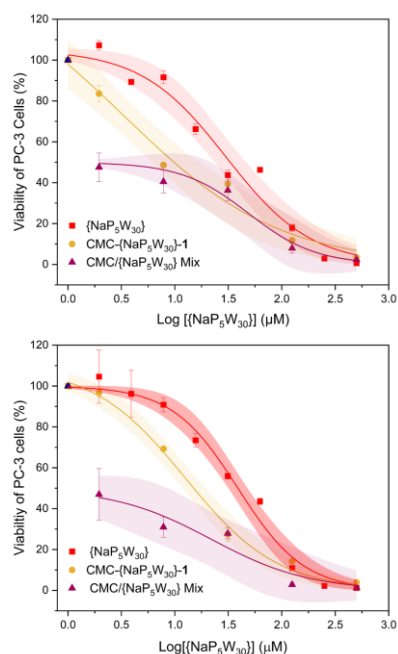 Viability of PC-3 Cells (%)
120
100
80
60
40
20
0
{NaP₅W₃₀}
CMC-{NaP₅W₃₀}-1
CMC/{NaP₅W₃₀} Mix
0.0 0.5 1.0 1.5 2.0 2.5 3.0
Log [{NaP₅W₃₀}] (μM)
Viabiltiy of PC-3 cells (%)
120
100
80
60
40
20
0
{NaP₅W₃₀}
CMC-{NaP₅W₃₀}-1
CMC/{NaP₅W₃₀} Mix
0.0 0.5 1.0 1.5 2.0 2.5 3.0
Log[{NaP₅W₃₀}] (μM)